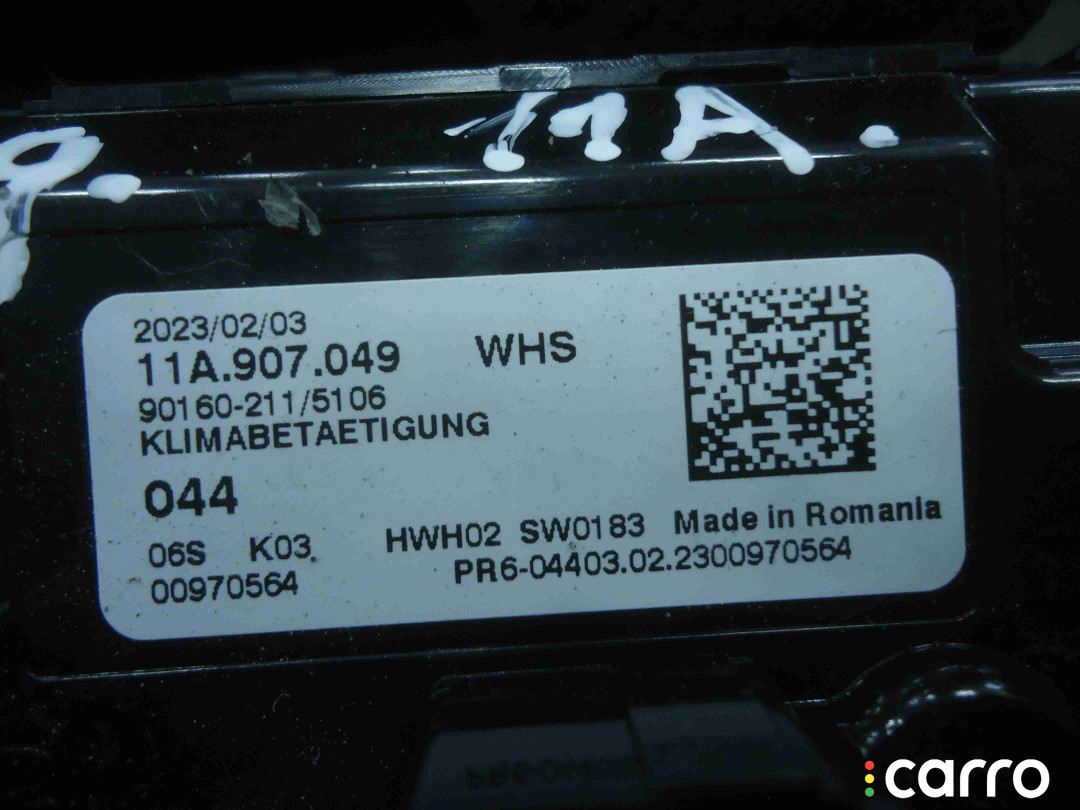 9. 11A.
2023/02/03
11A.907.049 WHS
90160-211/5106
KLIMABETAETIGUNG
044
06S K03 HWH02 SW0183 Made in Romania
00970564 PR6-04403.02.2300970564
carro